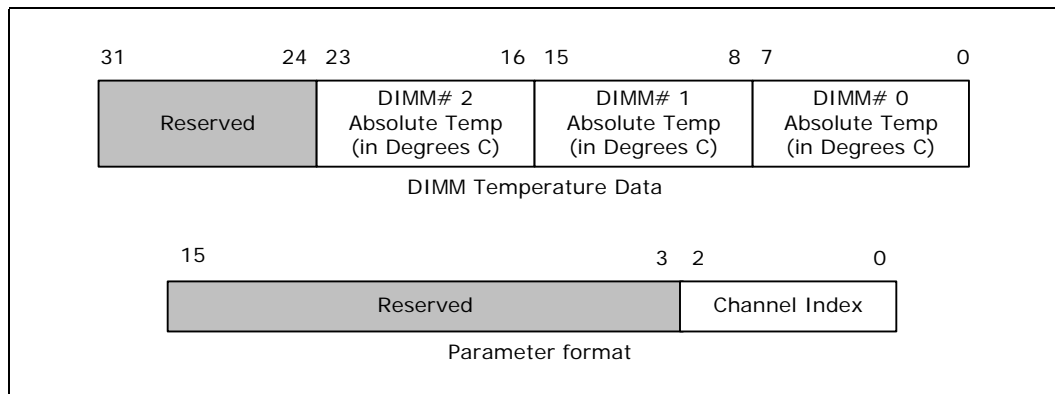 31 24 23 16 15 8 7 0
Reserved
DIMM# 2
Absolute Temp
(in Degrees C)
DIMM# 1
Absolute Temp
(in Degrees C)
DIMM# 0
Absolute Temp
(in Degrees C)
DIMM Temperature Data
15 3 2 0
Reserved
Channel Index
Parameter format